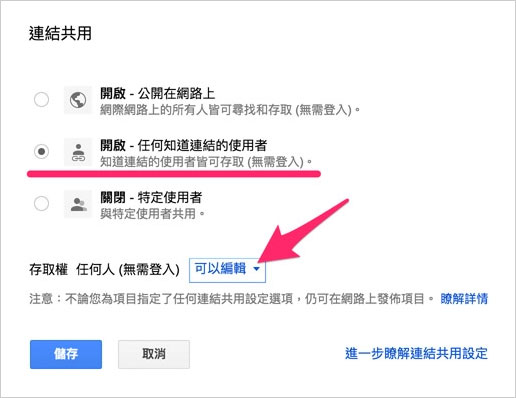 連結共用
開啟 - 公開在網路上
網際網路上的所有人皆可尋找和存取 (無需登入)。
開啟 - 任何知道連結的使用者
知道連結的使用者皆可存取 (無需登入)。
關閉 - 特定使用者
與特定使用者共用。
存取權 任何人 (無需登入) 可以編輯
注意：不論您為項目指定了任何連結共用設定選項，仍可在網路上發佈項目。 瞭解詳情
儲存 取消 進一步瞭解連結共用設定